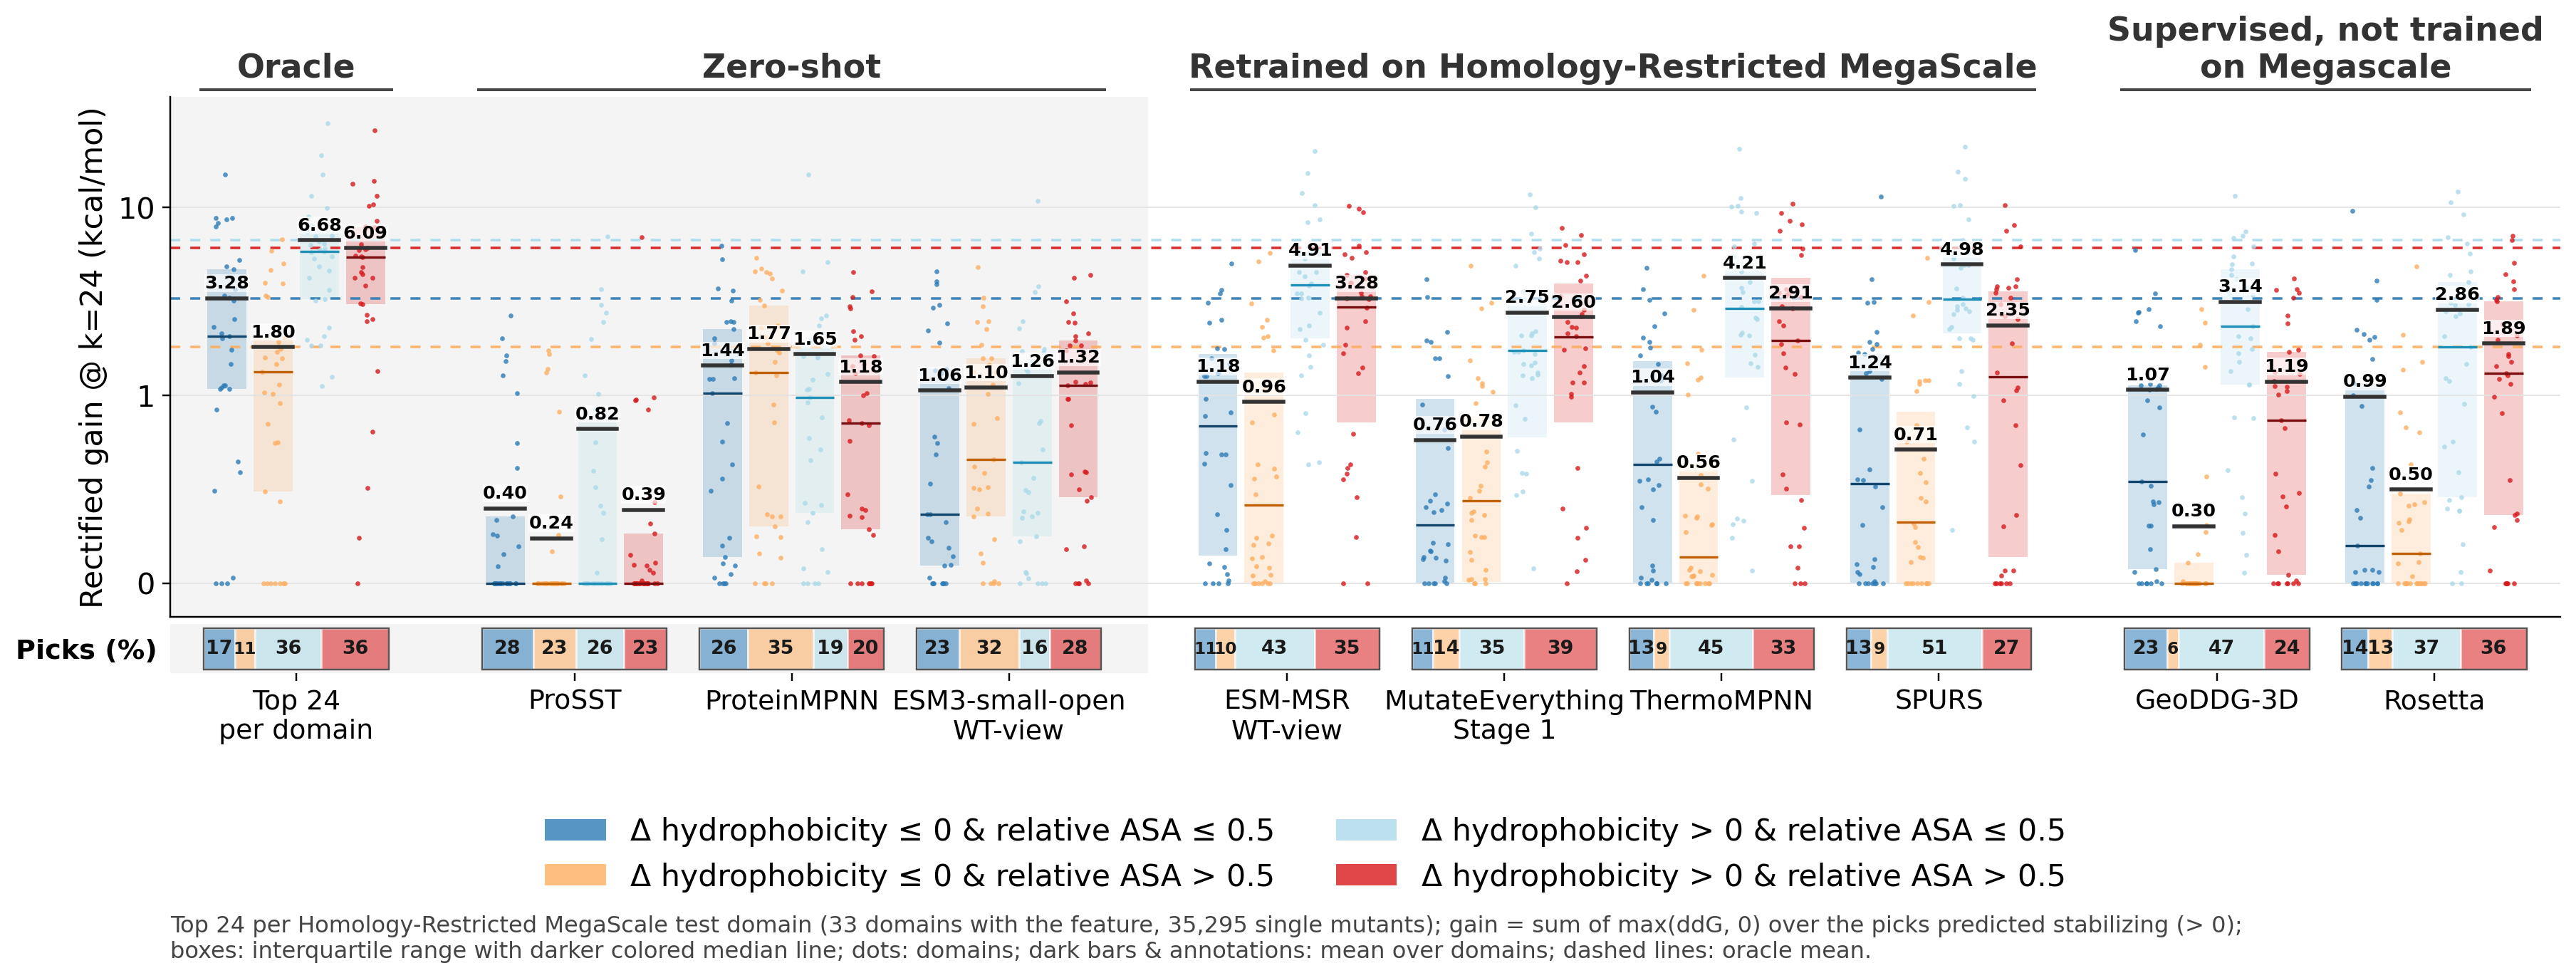 Oracle
Zero-shot
Retrained on Homology-Restricted MegaScale
Supervised, not trained
on Megascale
Rectified gain @ k=24 (kcal/mol)
10
1
0
3.28
1.80
6.68
6.09
0.40
0.24
0.82
0.39
1.44
1.77
1.65
1.18
1.06
1.10
1.26
1.32
1.18
0.96
4.91
3.28
0.76
0.78
2.75
2.60
1.04
0.56
4.21
2.91
1.24
0.71
4.98
2.35
1.07
0.30
3.14
1.19
0.99
0.50
2.86
1.89
Picks (%)
17 11 36 36
28 23 26 23
26 35 19 20
23 32 16 28
11 10 43 35
11 14 35 39
13 9 45 33
13 9 51 27
23 6 47 24
14 13 37 36
Top 24
per domain
ProSST
ProteinMPNN
ESM3-small-open
WT-view
ESM-MSR
WT-view
MutateEverything
Stage 1
ThermoMPNN
SPURS
GeoDDG-3D
Rosetta
Δ hydrophobicity ≤ 0 & relative ASA ≤ 0.5
Δ hydrophobicity ≤ 0 & relative ASA > 0.5
Δ hydrophobicity > 0 & relative ASA ≤ 0.5
Δ hydrophobicity > 0 & relative ASA > 0.5
Top 24 per Homology-Restricted MegaScale test domain (33 domains with the feature, 35,295 single mutants); gain = sum of max(ddG, 0) over the picks predicted stabilizing (> 0);
boxes: interquartile range with darker colored median line; dots: domains; dark bars & annotations: mean over domains; dashed lines: oracle mean.